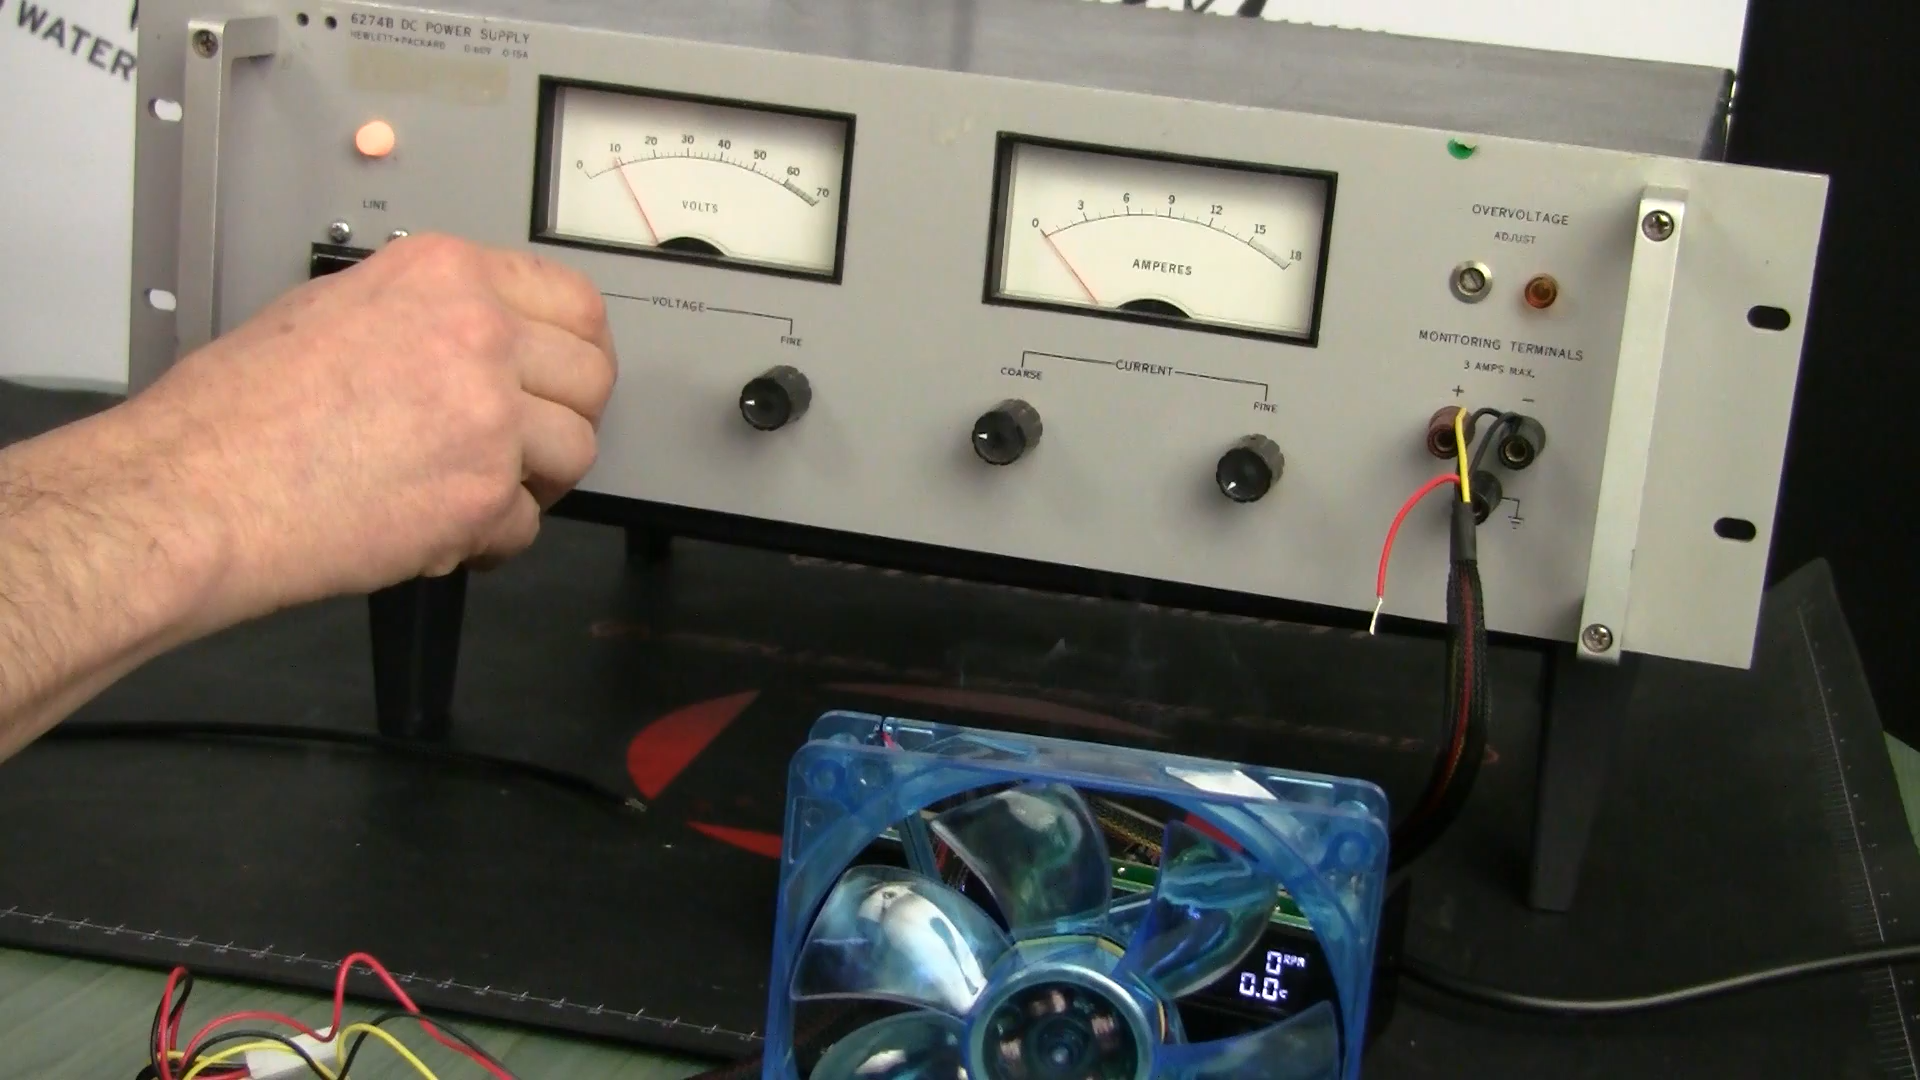 WATER
6274B DC POWER SUPPLY
HEWLETT • PACKARD 0-60V 0-15A
LINE
0 10 20 30 40 50 60 70
VOLTS
0 3 6 9 12 15 18
AMPERES
OVERVOLTAGE
ADJUST
VOLTAGE
FINE
COARSE
CURRENT
FINE
MONITORING TERMINALS
3 AMPS MAX.
+ −
0 RPM
0.0c